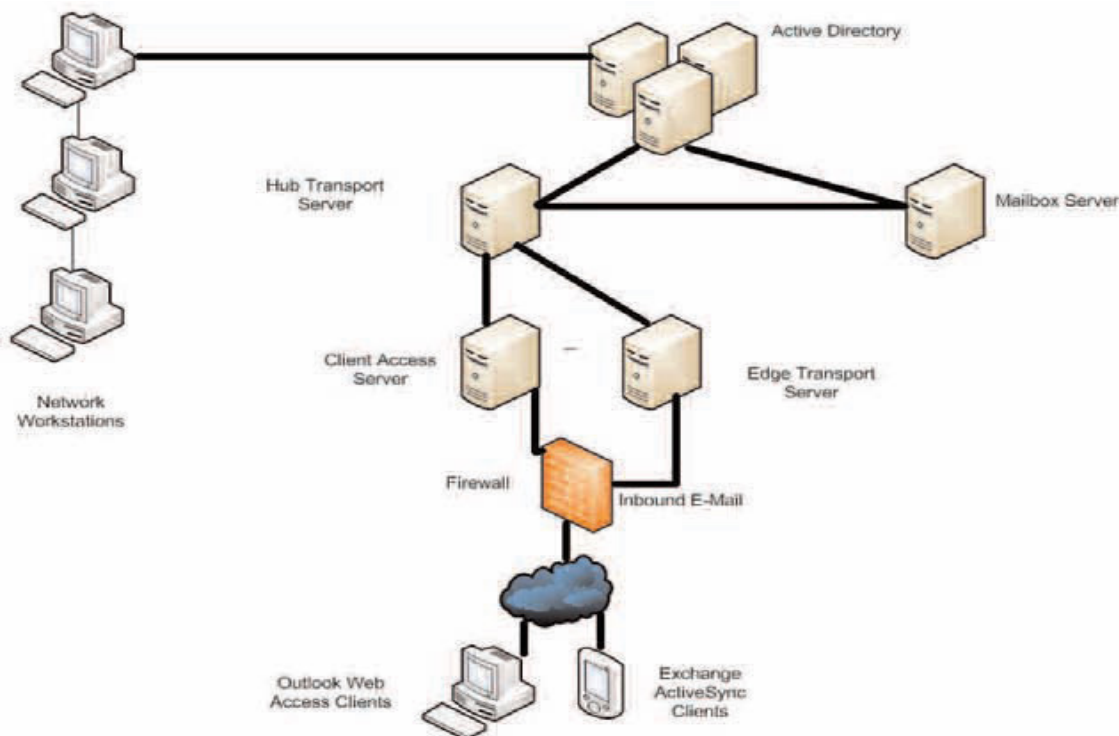 Active Directory
Hub Transport
Server
Mailbox Server
Client Access
Server
Edge Transport
Server
Network
Workstations
Firewall
Inbound E-Mail
Outlook Web
Access Clients
Exchange
ActiveSync
Clients